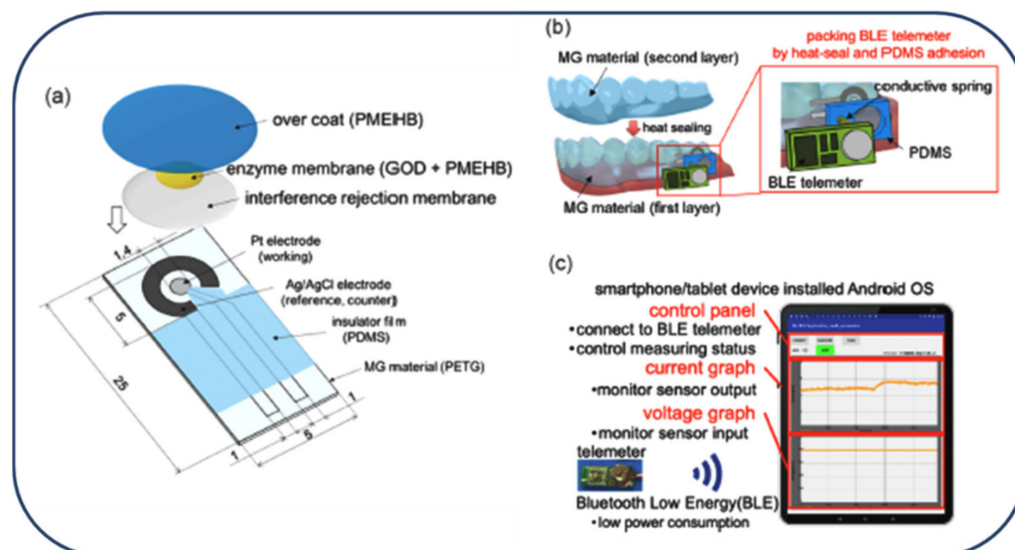 (a)
over coat (PMEIHB)
enzyme membrane (GOD + PMEHB)
interference rejection membrane
1,4
Pt electrode
(working)
Ag/AgCl electrode
(reference, counter)
insulator film
(PDMS)
MG material (PETG)
5
25
1
5
1
(b)
MG material (second layer)
heat sealing
MG material (first layer)
packing BLE telemeter
by heat-seal and PDMS adhesion
conductive spring
PDMS
BLE telemeter
(c)
smartphone/tablet device installed Android OS
control panel
•connect to BLE telemeter
•control measuring status
current graph
•monitor sensor output
voltage graph
•monitor sensor input
telemeter
Bluetooth Low Energy(BLE)
•low power consumption